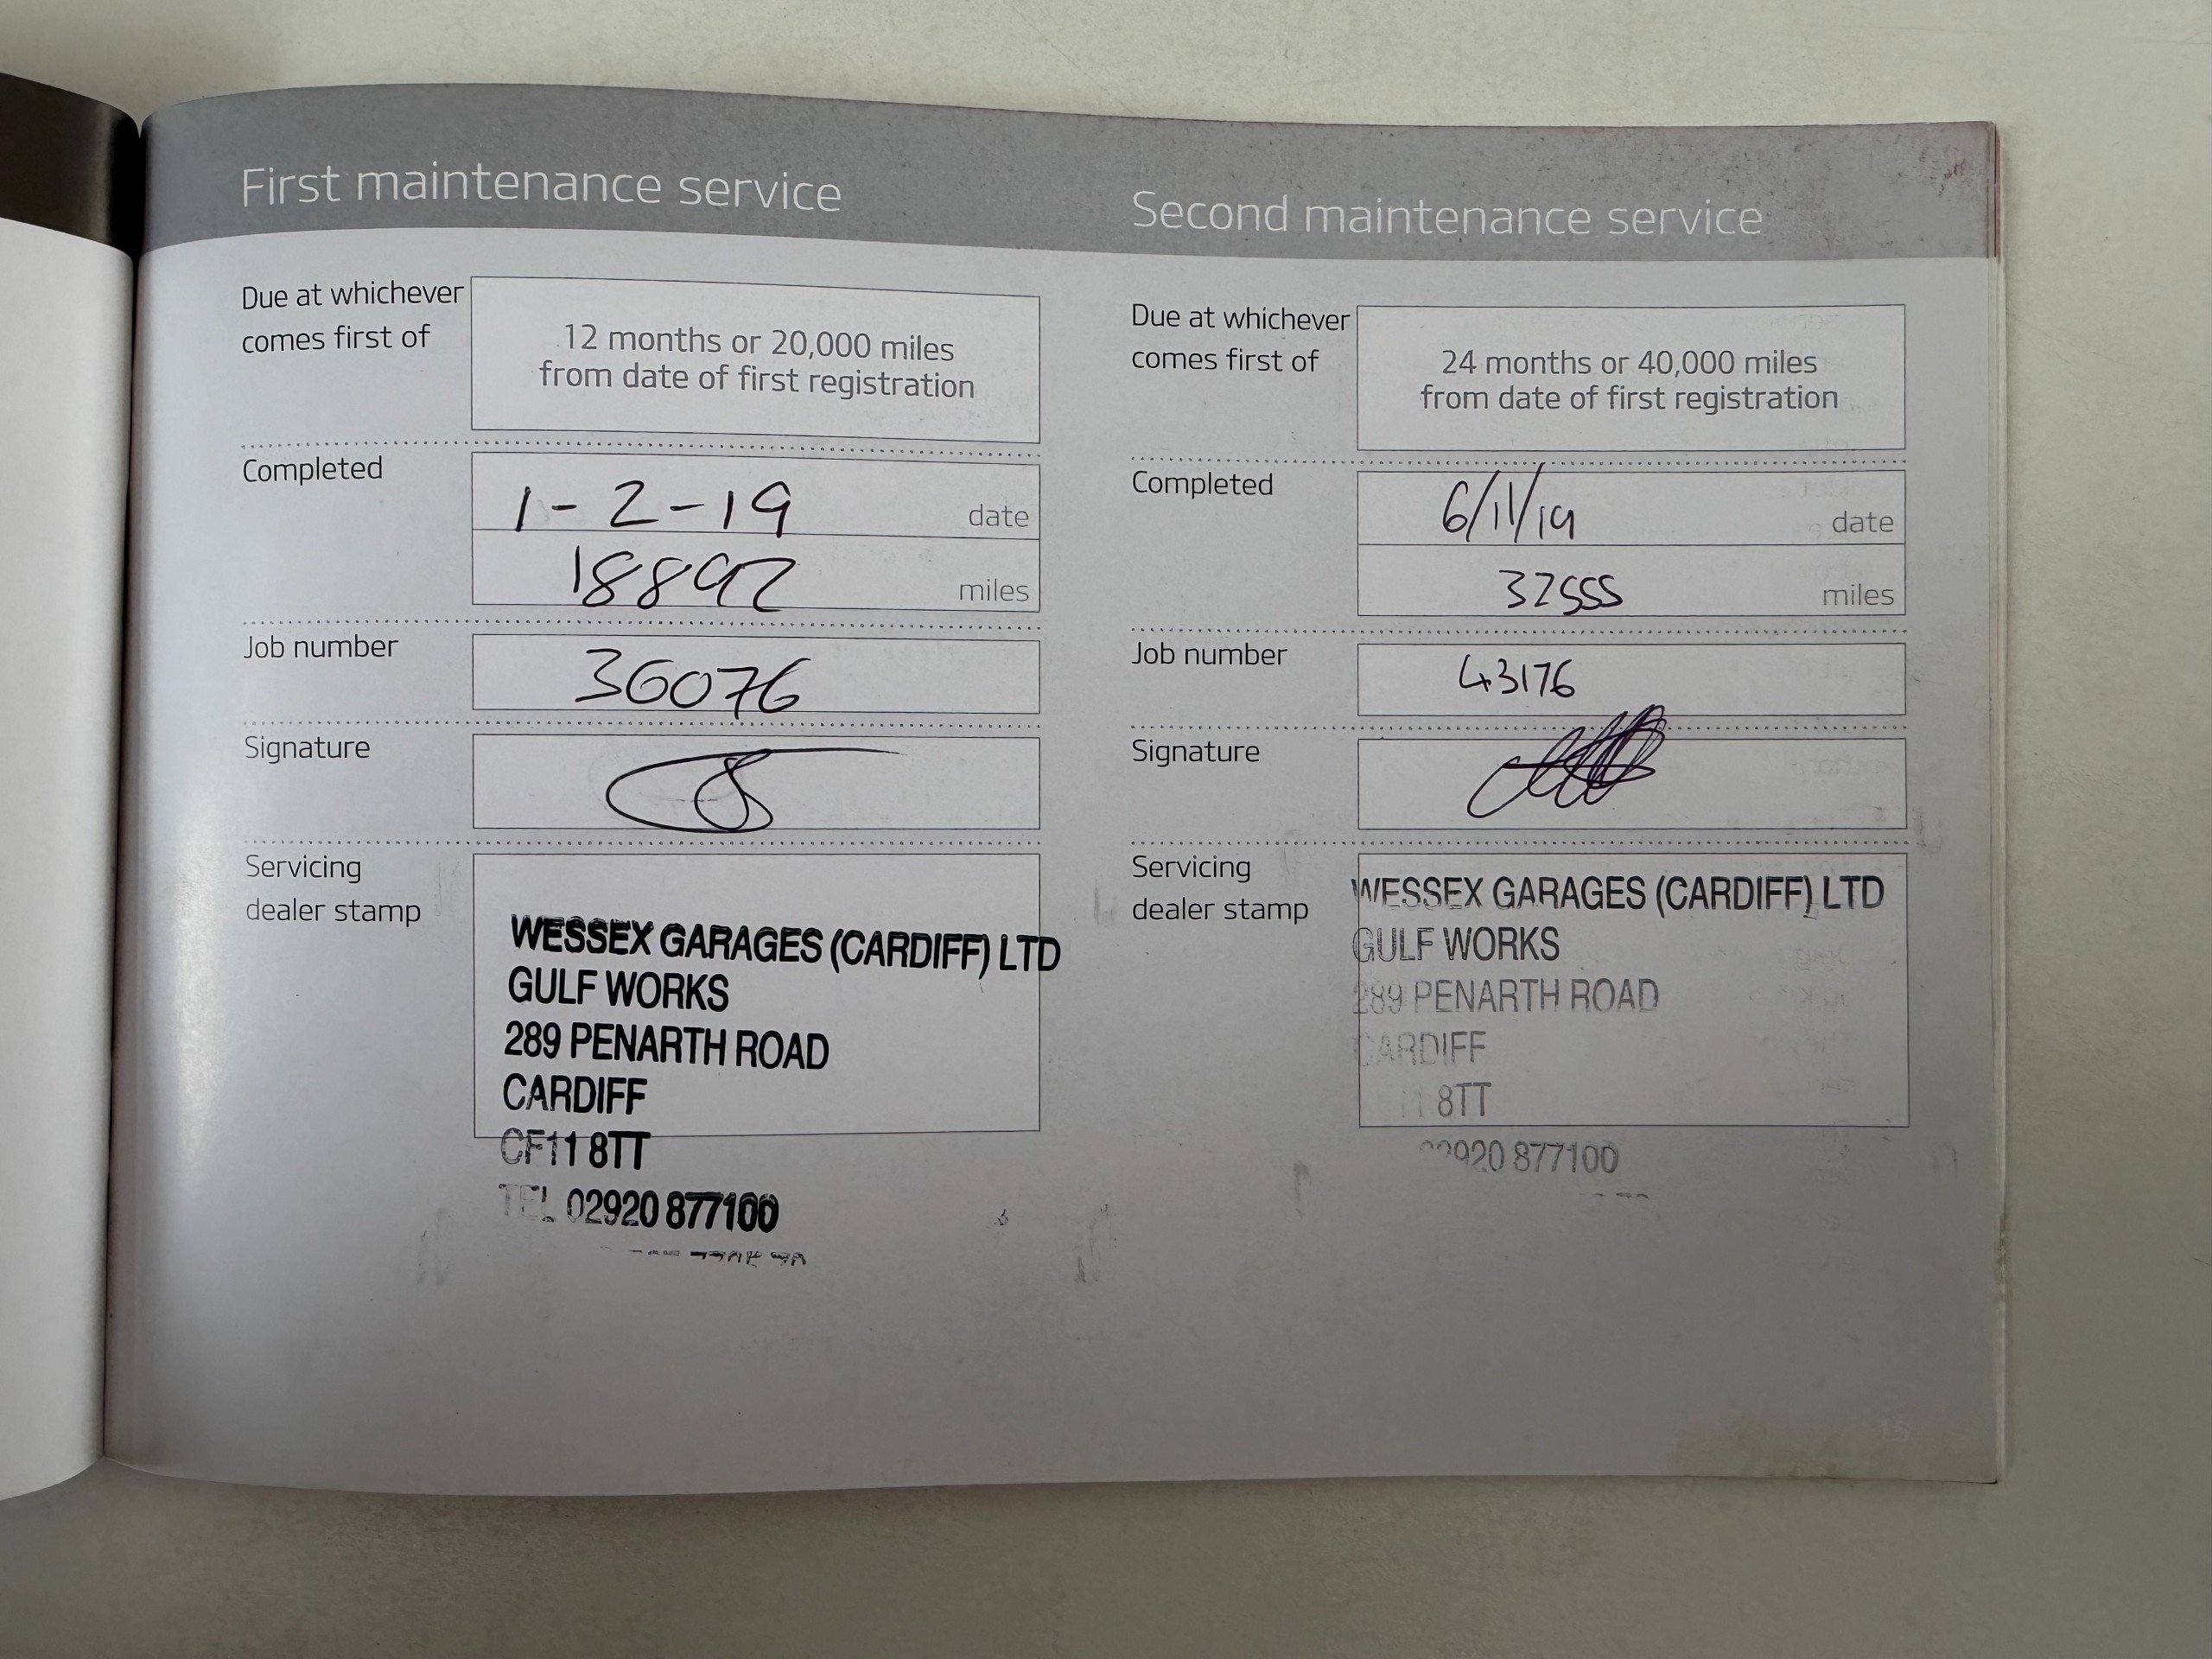 First maintenance service
Due at whichever
comes first of
12 months or 20,000 miles
from date of first registration
Completed
1-2-19 date
18892 miles
Job number
36076
Signature
Servicing
dealer stamp
WESSEX GARAGES (CARDIFF) LTD
GULF WORKS
289 PENARTH ROAD
CARDIFF
CF11 8TT
TEL 02920 877100
Second maintenance service
Due at whichever
comes first of
24 months or 40,000 miles
from date of first registration
Completed
6/11/19 date
32555 miles
Job number
43176
Signature
Servicing
dealer stamp
WESSEX GARAGES (CARDIFF) LTD
GULF WORKS
289 PENARTH ROAD
CARDIFF
8TT
02920 877100